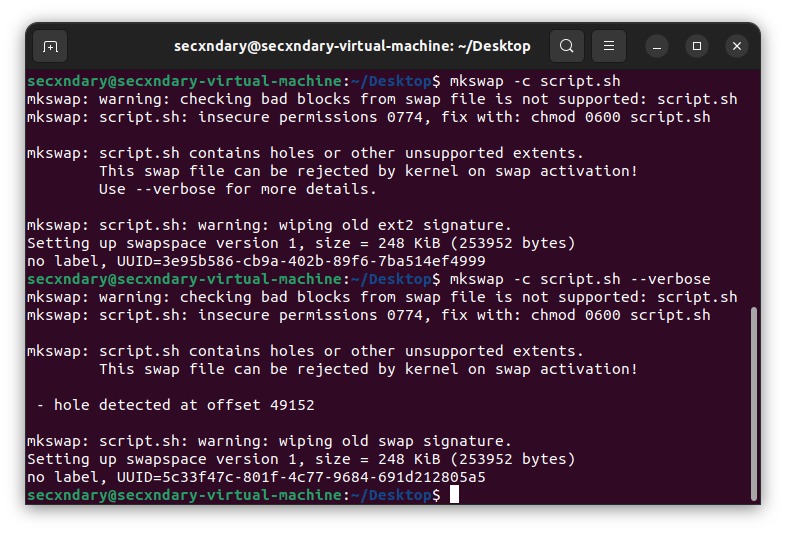 secxndary@secxndary-virtual-machine: ~/Desktop
secxndary@secxndary-virtual-machine:~/Desktop$ mkswap -c script.sh
mkswap: warning: checking bad blocks from swap file is not supported: script.sh
mkswap: script.sh: insecure permissions 0774, fix with: chmod 0600 script.sh
mkswap: script.sh contains holes or other unsupported extents.
        This swap file can be rejected by kernel on swap activation!
        Use --verbose for more details.
mkswap: script.sh: warning: wiping old ext2 signature.
Setting up swapspace version 1, size = 248 KiB (253952 bytes)
no label, UUID=3e95b586-cb9a-402b-89f6-7ba514ef4999
secxndary@secxndary-virtual-machine:~/Desktop$ mkswap -c script.sh --verbose
mkswap: warning: checking bad blocks from swap file is not supported: script.sh
mkswap: script.sh: insecure permissions 0774, fix with: chmod 0600 script.sh
mkswap: script.sh contains holes or other unsupported extents.
        This swap file can be rejected by kernel on swap activation!
 - hole detected at offset 49152
mkswap: script.sh: warning: wiping old swap signature.
Setting up swapspace version 1, size = 248 KiB (253952 bytes)
no label, UUID=5c33f47c-801f-4c77-9684-691d212805a5
secxndary@secxndary-virtual-machine:~/Desktop$